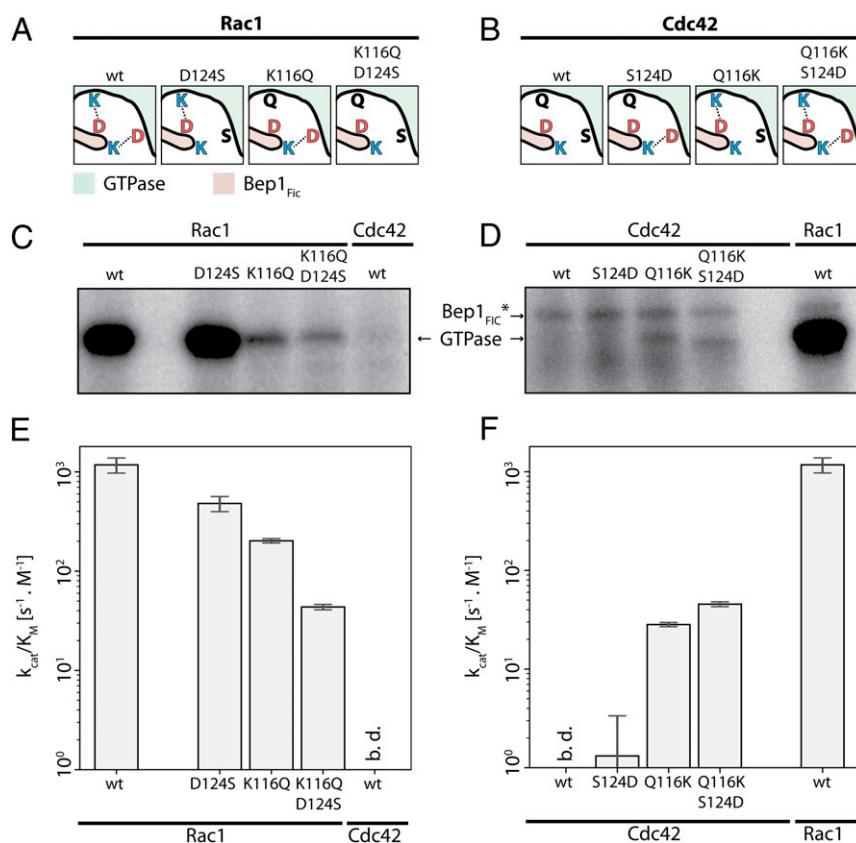 A
Rac1
wt
D124S
K116Q
K116Q
D124S
K
D
K
D
K
D
K
S
Q
D
K
D
Q
D
K
S
GTPase
Bep1Fic
B
Cdc42
wt
S124D
Q116K
Q116K
S124D
Q
D
K
S
Q
D
K
D
K
D
K
S
K
D
K
D
C
Rac1
Cdc42
wt
D124S
K116Q
K116Q
D124S
wt
D
Cdc42
Rac1
wt
S124D
Q116K
Q116K
S124D
wt
Bep1FIC* →
← GTPase →
E
kcat/KM [s⁻¹ . M⁻¹]
10³
10²
10¹
10⁰
b. d.
wt
D124S
K116Q
K116Q
D124S
wt
Rac1
Cdc42
F
kcat/KM [s⁻¹ . M⁻¹]
10³
10²
10¹
10⁰
b. d.
wt
S124D
Q116K
Q116K
S124D
wt
Cdc42
Rac1